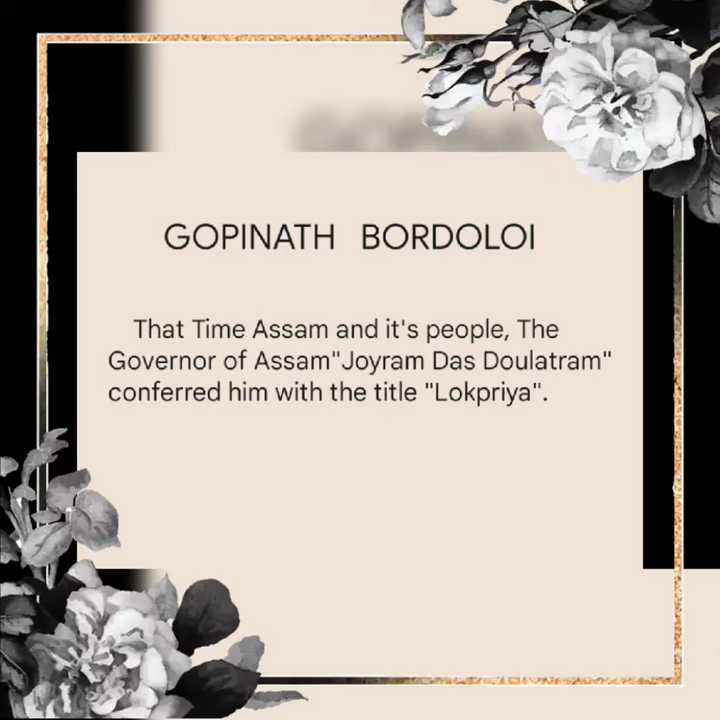 GOPINATH BORDOLOI
That Time Assam and it's people, The
Governor of Assam"Joyram Das Doulatram"
conferred him with the title "Lokpriya".